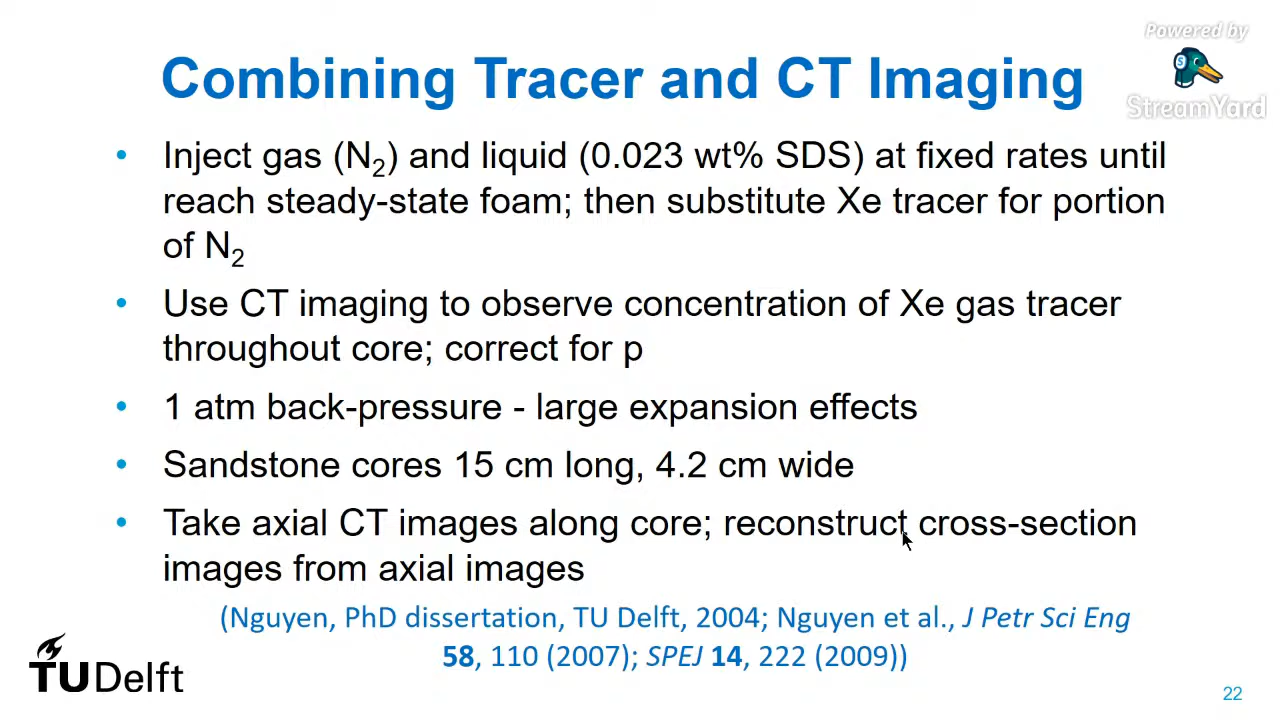 Powered by
StreamYard
Combining Tracer and CT Imaging
• Inject gas (N₂) and liquid (0.023 wt% SDS) at fixed rates until
reach steady-state foam; then substitute Xe tracer for portion
of N₂
• Use CT imaging to observe concentration of Xe gas tracer
throughout core; correct for p
• 1 atm back-pressure - large expansion effects
• Sandstone cores 15 cm long, 4.2 cm wide
• Take axial CT images along core; reconstruct cross-section
images from axial images
(Nguyen, PhD dissertation, TU Delft, 2004; Nguyen et al., J Petr Sci Eng
58, 110 (2007); SPEJ 14, 222 (2009))
TUDelft
22